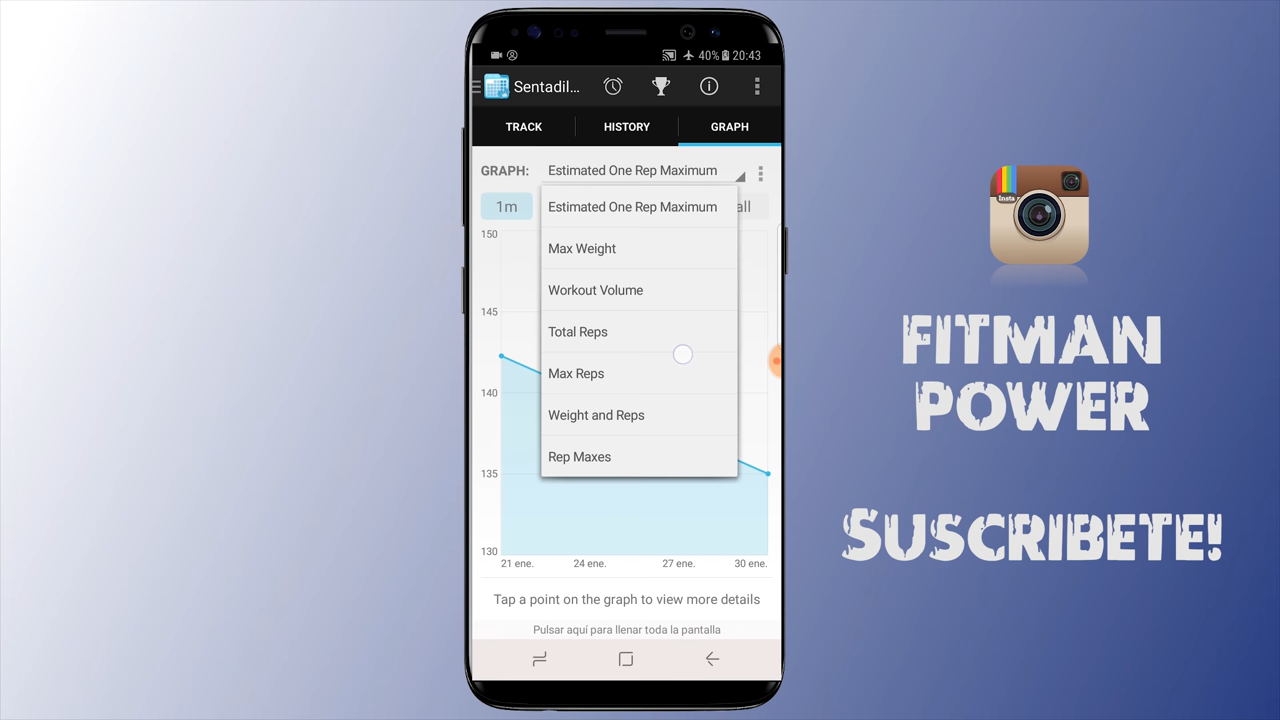 40% 20:43
Sentadil...
TRACK HISTORY GRAPH
GRAPH: Estimated One Rep Maximum
1m all
Estimated One Rep Maximum
Max Weight
Workout Volume
Total Reps
Max Reps
Weight and Reps
Rep Maxes
150
145
140
135
130
21 ene. 24 ene. 27 ene. 30 ene.
Tap a point on the graph to view more details
Pulsar aquí para llenar toda la pantalla
Insta
FITMAN
POWER
SUSCRIBETE!